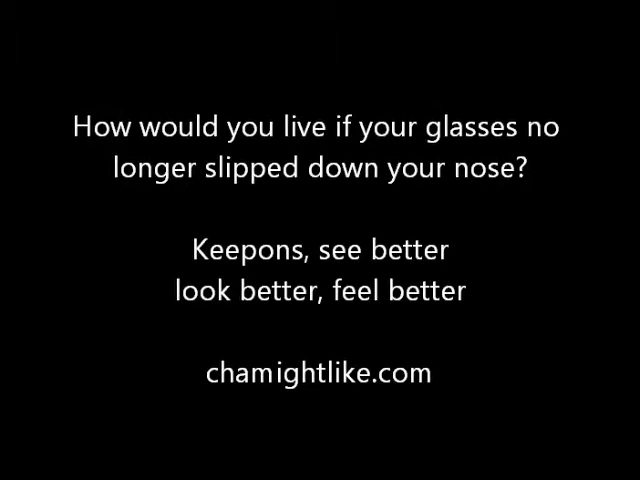 How would you live if your glasses no
longer slipped down your nose?
Keepons, see better
look better, feel better
chamightlike.com